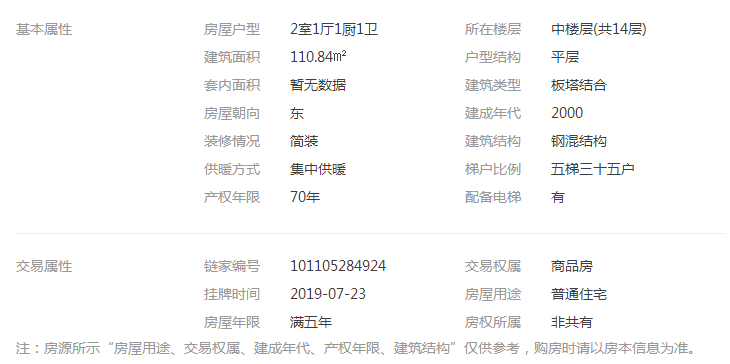 基本属性 房屋户型 2室1厅1厨1卫 所在楼层 中楼层(共14层)
建筑面积 110.84㎡ 户型结构 平层
套内面积 暂无数据 建筑类型 板塔结合
房屋朝向 东 建成年代 2000
装修情况 简装 建筑结构 钢混结构
供暖方式 集中供暖 梯户比例 五梯三十五户
产权年限 70年 配备电梯 有
交易属性 链家编号 101105284924 交易权属 商品房
挂牌时间 2019-07-23 房屋用途 普通住宅
房屋年限 满五年 房权所属 非共有
注：房源所示“房屋用途、交易权属、建成年代、产权年限、建筑结构”仅供参考，购房时请以房本信息为准。